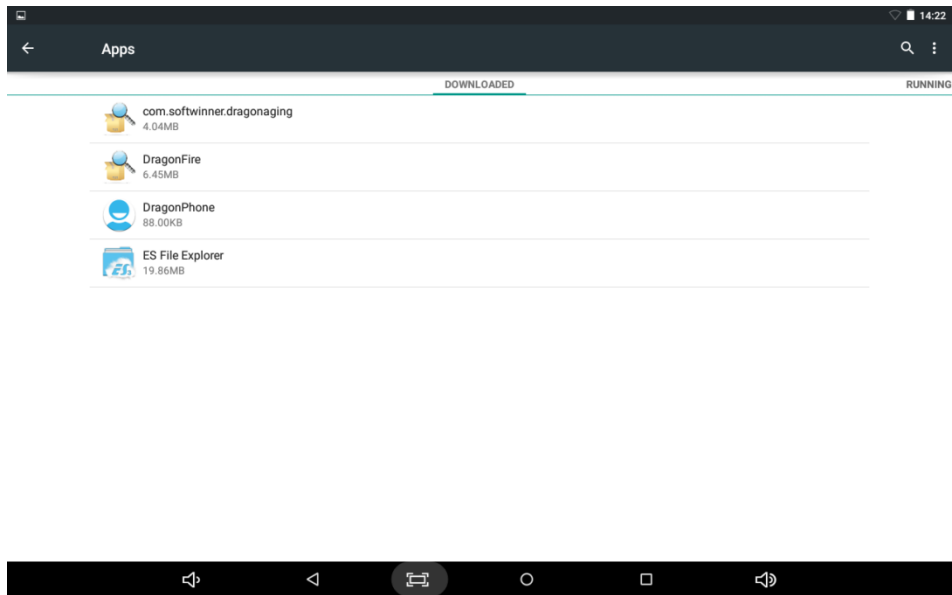 14:22
Apps
DOWNLOADED
RUNNING
com.softwinner.dragonaging
4.04MB
DragonFire
6.45MB
DragonPhone
88.00KB
ES File Explorer
19.86MB